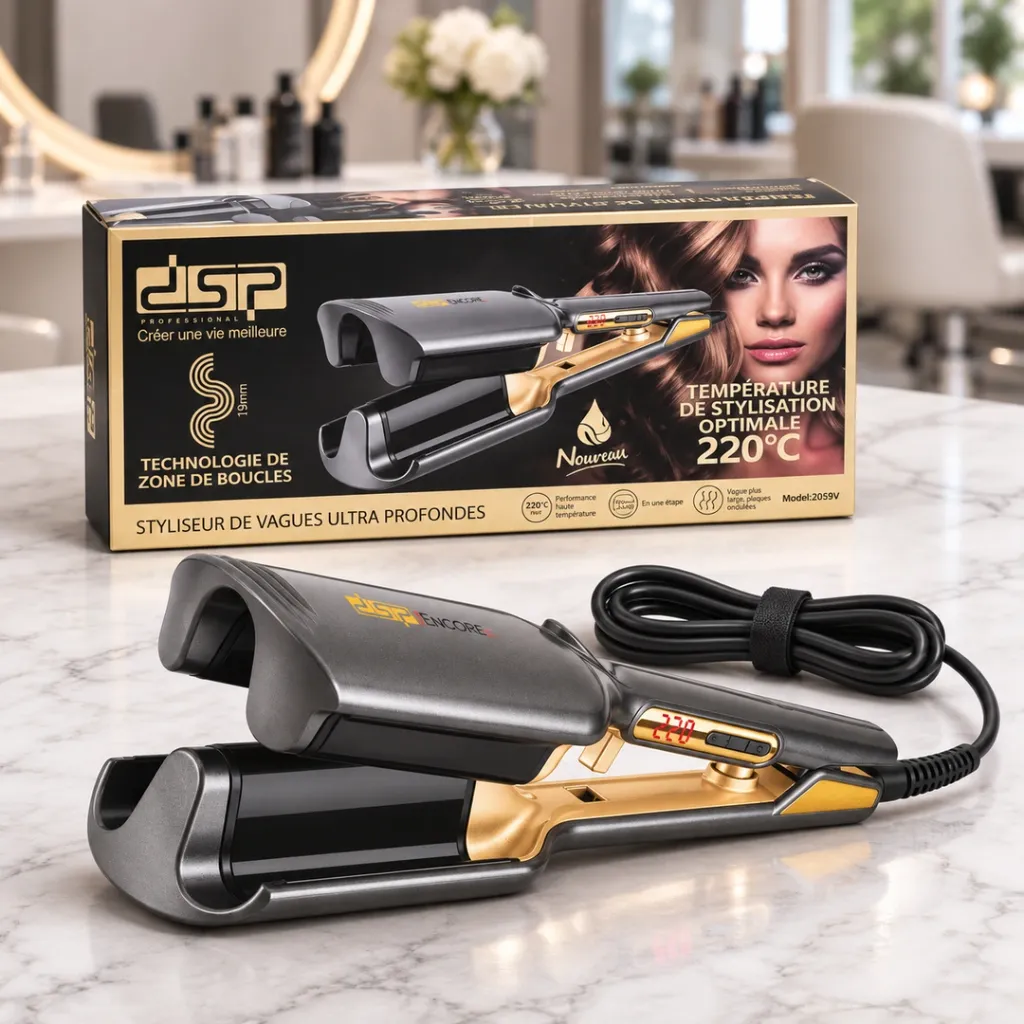 TEMPÉRATURE DE STYLISATION
dsp
PROFESSIONAL
Créer une vie meilleure
19mm
TECHNOLOGIE DE
ZONE DE BOUCLES
ENCORE
220
Nouveau
TEMPÉRATURE
DE STYLISATION
OPTIMALE
220°C
STYLISEUR DE VAGUES ULTRA PROFONDES
220°C
Performance
haute
température
En une étape
Vague plus
large, plaques
ondulées
Model:2059V
dsp ENCORE
220